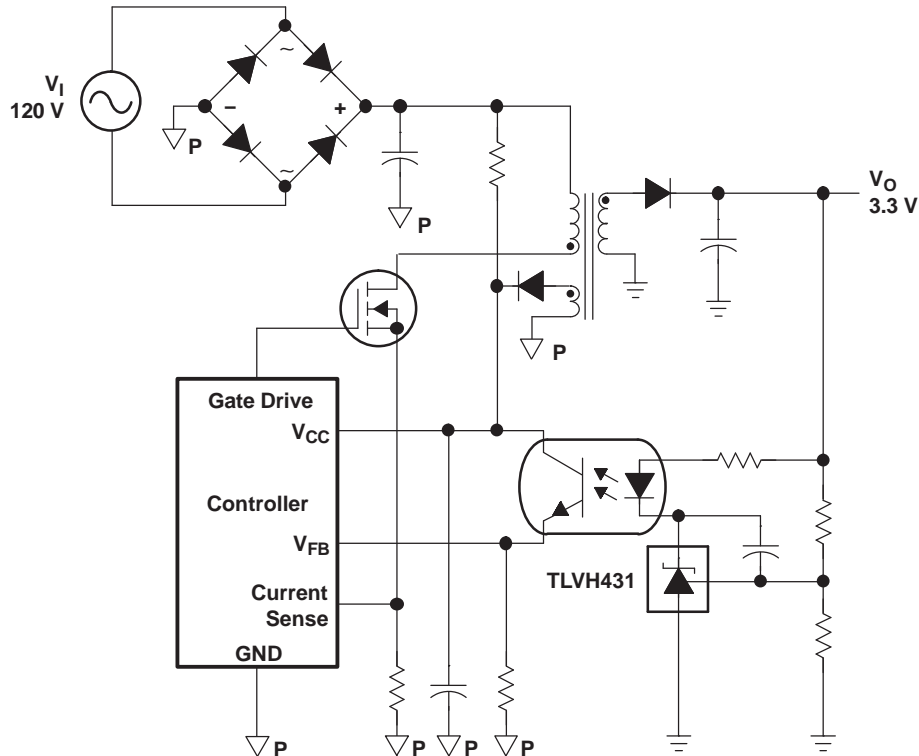 ~
V_I
120 V
–
+
P
~
P
V_O
3.3 V
P
Gate Drive
V_CC
Controller
V_FB
TLVH431
Current
Sense
GND
P
P
P
P